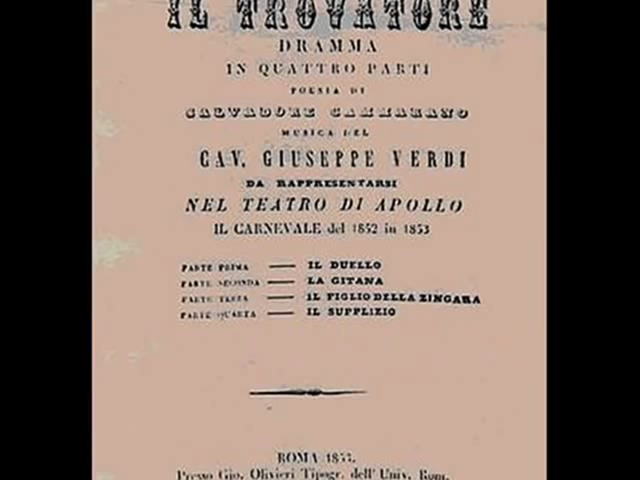 IL TROVATORE
DRAMMA
IN QUATTRO PARTI
POESIA DI
SALVADORE CAMMARANO
MUSICA DEL
CAV. GIUSEPPE VERDI
DA RAPPRESENTARSI
NEL TEATRO DI APOLLO
IL CARNEVALE del 1852 in 1853
PARTE PRIMA — IL DUELLO
PARTE SECONDA — LA GITANA
PARTE TERZA — IL FIGLIO DELLA ZINGARA
PARTE QUARTA — IL SUPPLIZIO
ROMA 1853.
Presso Gio. Olivieri Tipogr. dell' Univ. Rom.